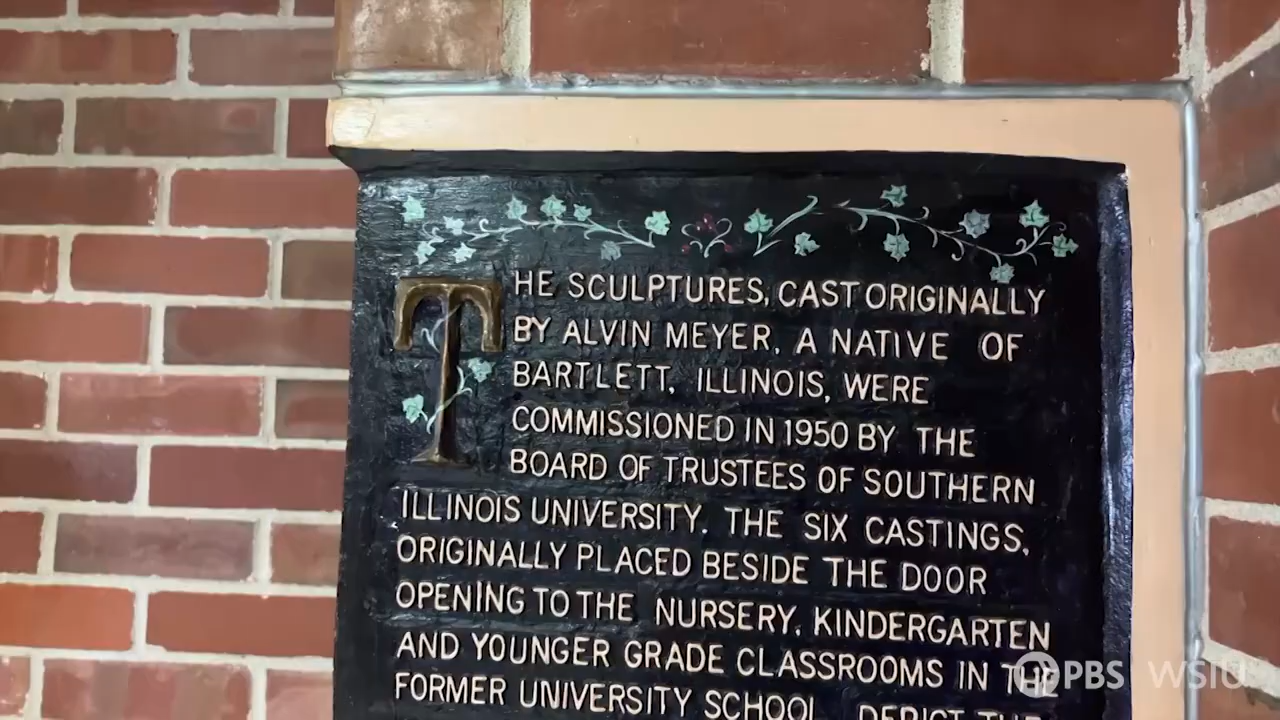 THE SCULPTURES, CAST ORIGINALLY
BY ALVIN MEYER, A NATIVE OF
BARTLETT, ILLINOIS, WERE
COMMISSIONED IN 1950 BY THE
BOARD OF TRUSTEES OF SOUTHERN
ILLINOIS UNIVERSITY. THE SIX CASTINGS,
ORIGINALLY PLACED BESIDE THE DOOR
OPENING TO THE NURSERY, KINDERGARTEN
AND YOUNGER GRADE CLASSROOMS IN THE
FORMER UNIVERSITY SCHOOL, DEPICT THE
PBS WSIU